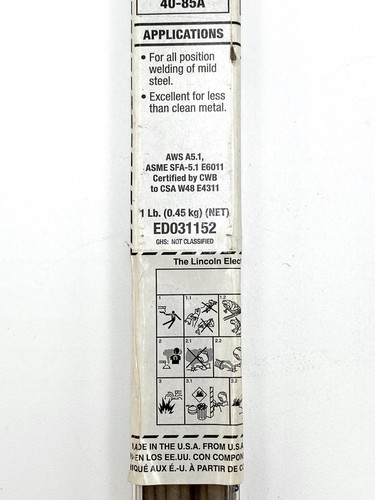 40-85A
APPLICATIONS
• For all position
welding of mild
steel.
• Excellent for less
than clean metal.
AWS A5.1,
ASME SFA-5.1 E6011
Certified by CWB
to CSA W48 E4311
1 Lb. (0.45 kg) (NET)
ED031152
GHS: NOT CLASSIFIED
The Lincoln Elec
1 1.1 1.2
2 2.1 2.2
3 3.1 3.2
MADE IN THE U.S.A. FROM U.S.A
EN LOS EE.UU. CON COMPON
IQUÉ AUX É.-U. À PARTIR DE C